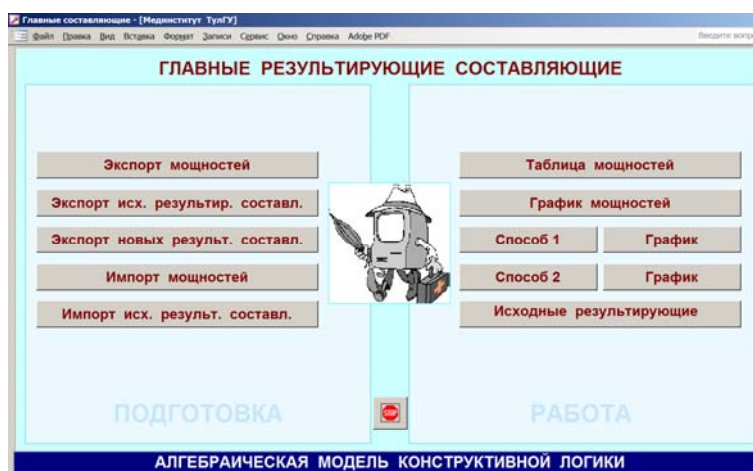 Главные составляющие - [Мединститут ТулГУ]
Файл Правка Вид Вставка Формат Записи Сервис Окно Справка Adobe PDF Введите вопр
ГЛАВНЫЕ РЕЗУЛЬТИРУЮЩИЕ СОСТАВЛЯЮЩИЕ
Экспорт мощностей
Экспорт исх. результир. составл.
Экспорт новых результ. составл.
Импорт мощностей
Импорт исх. результ. составл.
ПОДГОТОВКА
STOP
Таблица мощностей
График мощностей
Способ 1 График
Способ 2 График
Исходные результирующие
РАБОТА
АЛГЕБРАИЧЕСКАЯ МОДЕЛЬ КОНСТРУКТИВНОЙ ЛОГИКИ